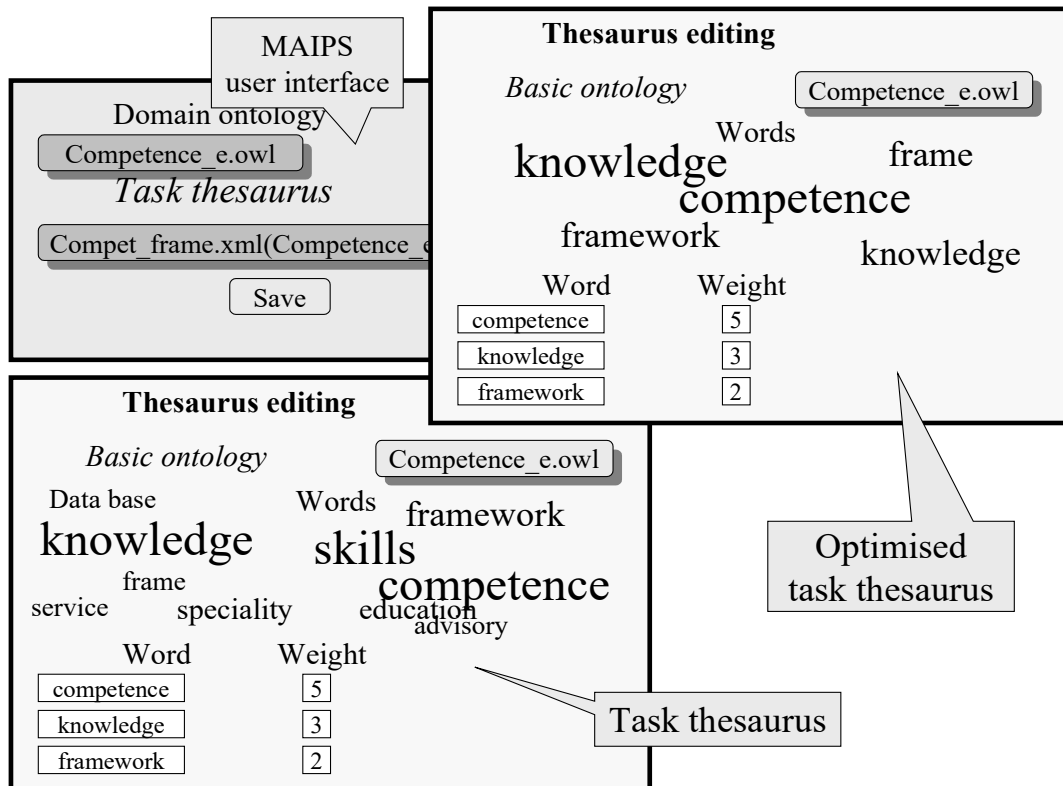 MAIPS
user interface
Domain ontology
Competence_e.owl
Task thesaurus
Compet_frame.xml(Competence_e
Save
Thesaurus editing
Basic ontology
Competence_e.owl
Words
knowledge
frame
competence
framework
knowledge
Word Weight
competence 5
knowledge 3
framework 2
Optimised
task thesaurus
Thesaurus editing
Basic ontology
Competence_e.owl
Data base
Words
framework
knowledge
skills
frame
competence
service
speciality
education
advisory
Word Weight
competence 5
knowledge 3
framework 2
Task thesaurus